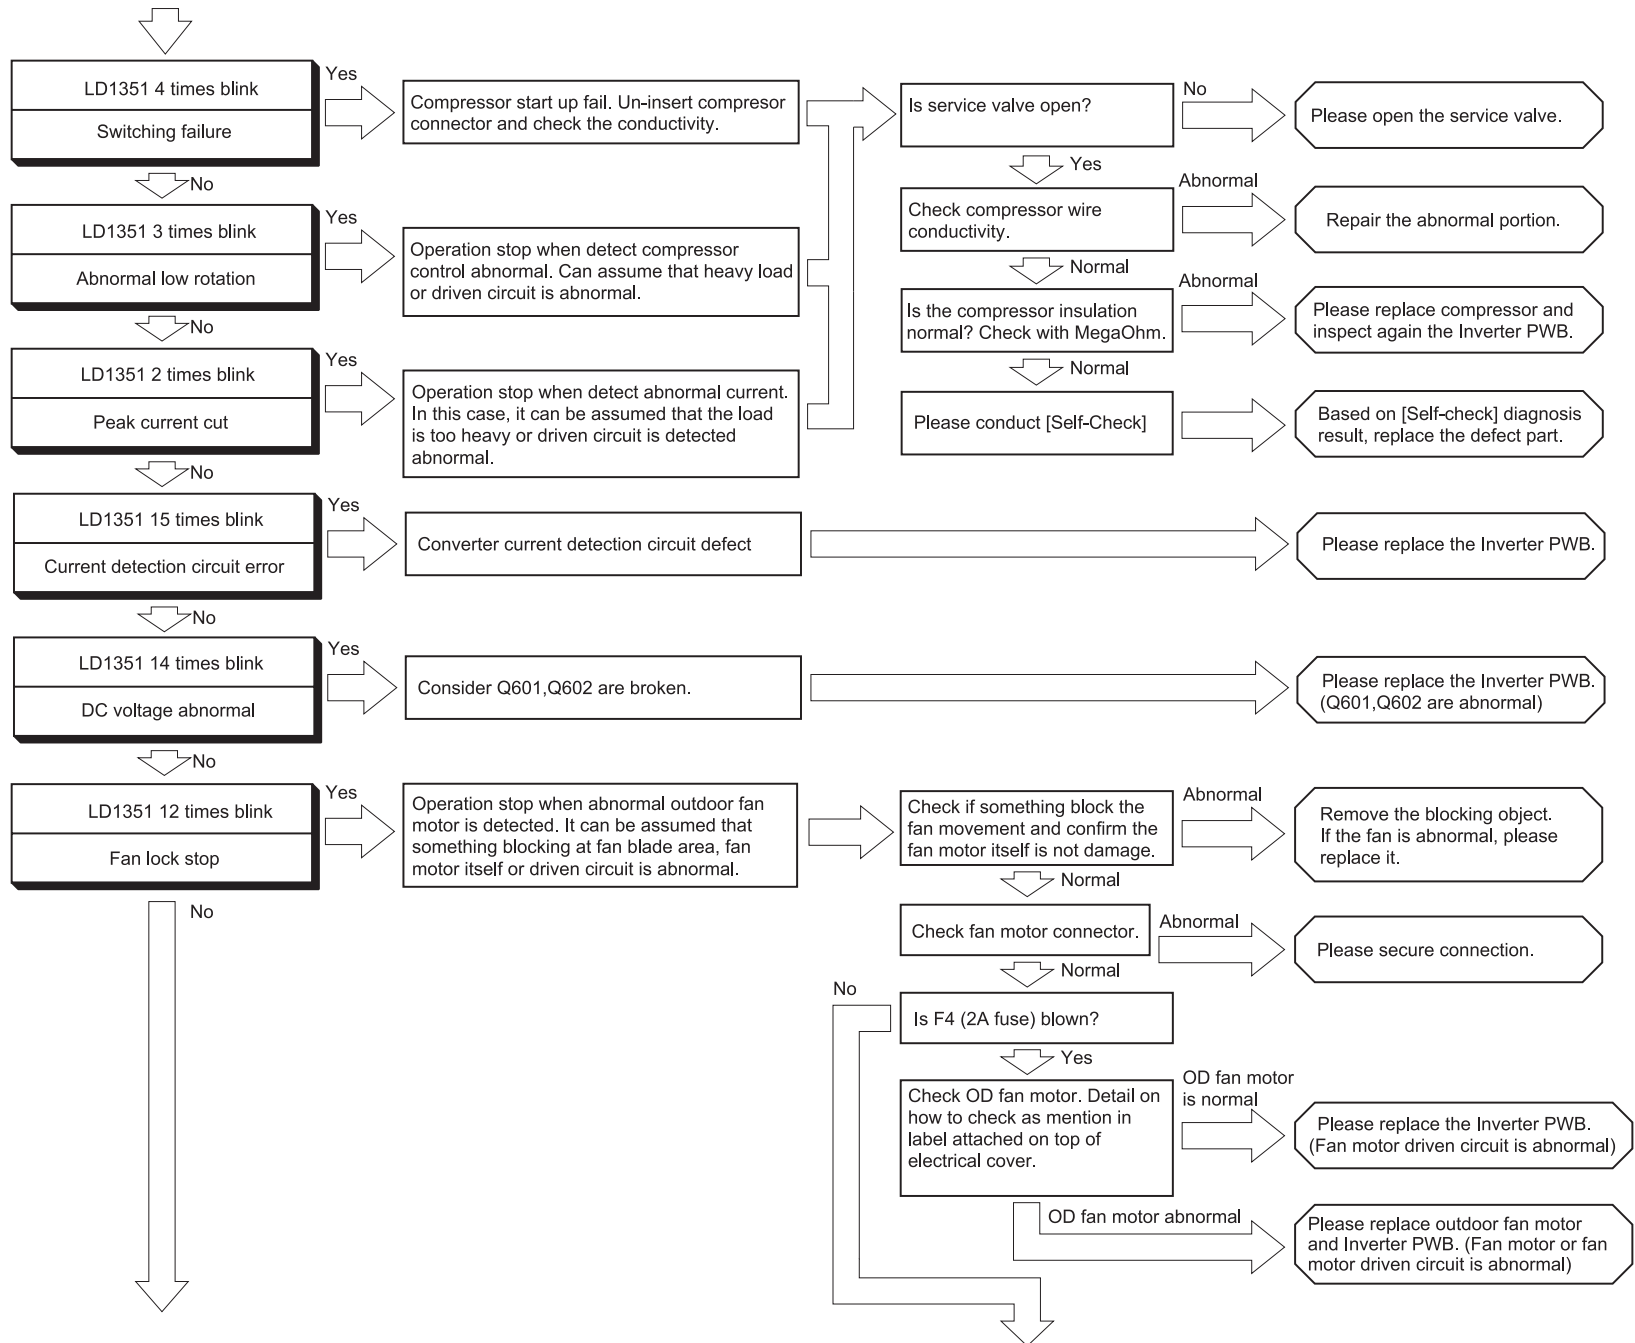 LD1351 4 times blink
Switching failure
Yes
Compressor start up fail. Un-insert compresor
connector and check the conductivity.
Is service valve open?
No
Please open the service valve.
No
Yes
Check compressor wire
conductivity.
Abnormal
Repair the abnormal portion.
LD1351 3 times blink
Abnormal low rotation
Yes
Operation stop when detect compressor
control abnormal. Can assume that heavy load
or driven circuit is abnormal.
Normal
Is the compressor insulation
normal? Check with MegaOhm.
Abnormal
Please replace compressor and
inspect again the Inverter PWB.
No
LD1351 2 times blink
Peak current cut
Yes
Operation stop when detect abnormal current.
In this case, it can be assumed that the load
is too heavy or driven circuit is detected
abnormal.
Normal
Please conduct [Self-Check]
Based on [Self-check] diagnosis
result, replace the defect part.
No
LD1351 15 times blink
Current detection circuit error
Yes
Converter current detection circuit defect
Please replace the Inverter PWB.
No
LD1351 14 times blink
DC voltage abnormal
Yes
Consider Q601,Q602 are broken.
Please replace the Inverter PWB.
(Q601,Q602 are abnormal)
No
LD1351 12 times blink
Fan lock stop
Yes
Operation stop when abnormal outdoor fan
motor is detected. It can be assumed that
something blocking at fan blade area, fan
motor itself or driven circuit is abnormal.
Check if something block the
fan movement and confirm the
fan motor itself is not damage.
Abnormal
Remove the blocking object.
If the fan is abnormal, please
replace it.
No
Normal
Check fan motor connector.
Abnormal
Please secure connection.
Normal
No
Is F4 (2A fuse) blown?
Yes
Check OD fan motor. Detail on
how to check as mention in
label attached on top of
electrical cover.
OD fan motor
is normal
Please replace the Inverter PWB.
(Fan motor driven circuit is abnormal)
OD fan motor abnormal
Please replace outdoor fan motor
and Inverter PWB. (Fan motor or fan
motor driven circuit is abnormal)